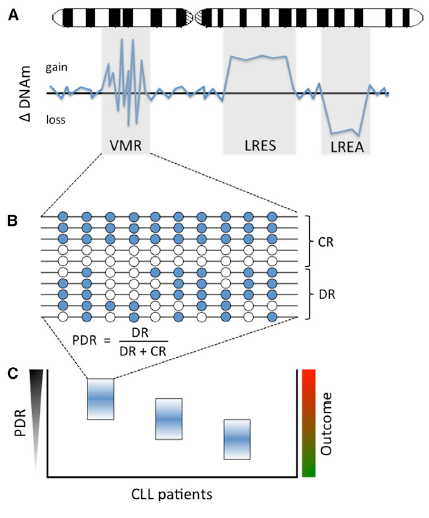 A
gain
Δ DNAm
loss
VMR
LRES
LREA
B
CR
DR
PDR = DR / DR + CR
C
PDR
Outcome
CLL patients